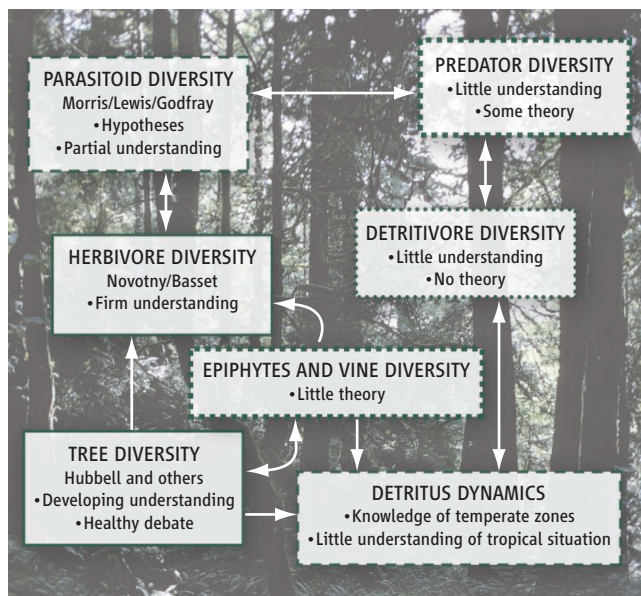 PARASITOID DIVERSITY
Morris/Lewis/Godfray
•Hypotheses
•Partial understanding
PREDATOR DIVERSITY
•Little understanding
•Some theory
HERBIVORE DIVERSITY
Novotny/Basset
•Firm understanding
DETRITIVORE DIVERSITY
•Little understanding
•No theory
EPIPHYTES AND VINE DIVERSITY
•Little theory
TREE DIVERSITY
Hubbell and others
•Developing understanding
•Healthy debate
DETRITUS DYNAMICS
•Knowledge of temperate zones
•Little understanding of tropical situation